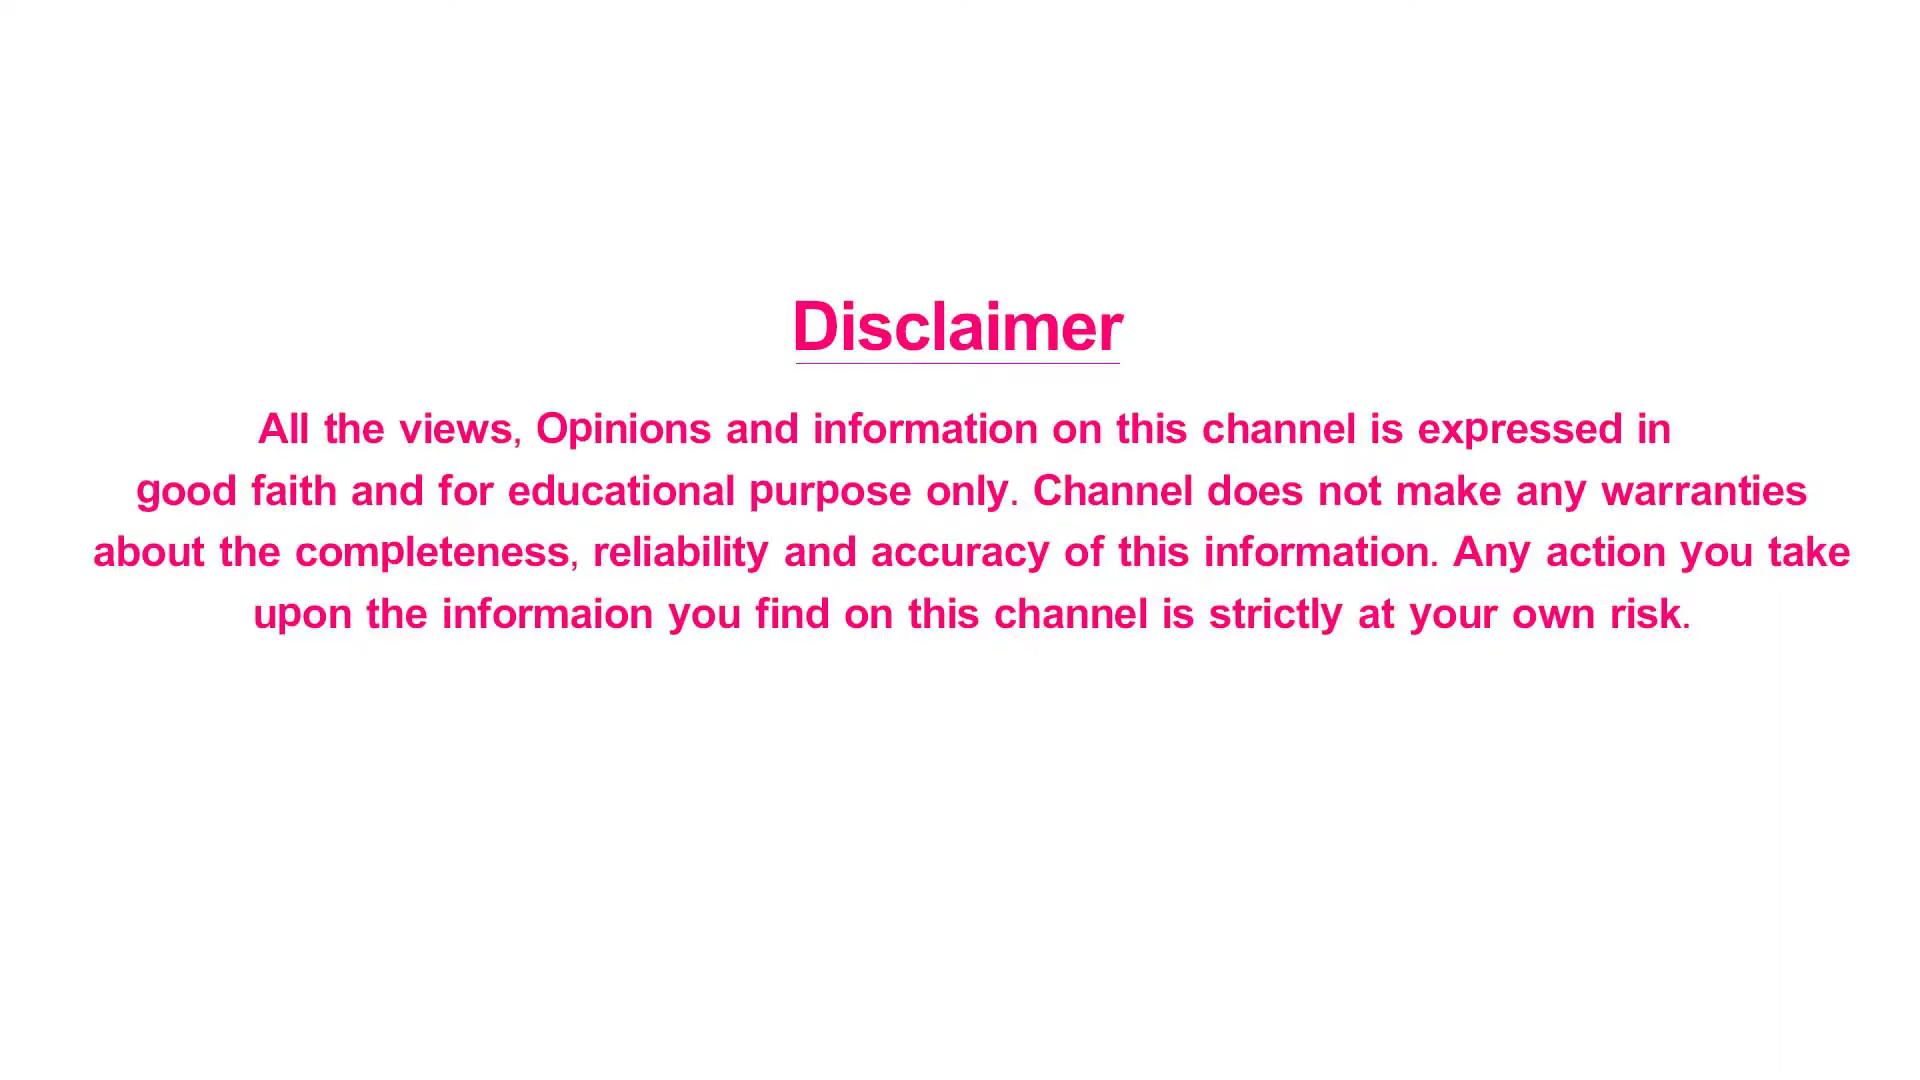 Disclaimer
All the views, Opinions and information on this channel is expressed in
good faith and for educational purpose only. Channel does not make any warranties
about the completeness, reliability and accuracy of this information. Any action you take
upon the informaion you find on this channel is strictly at your own risk.